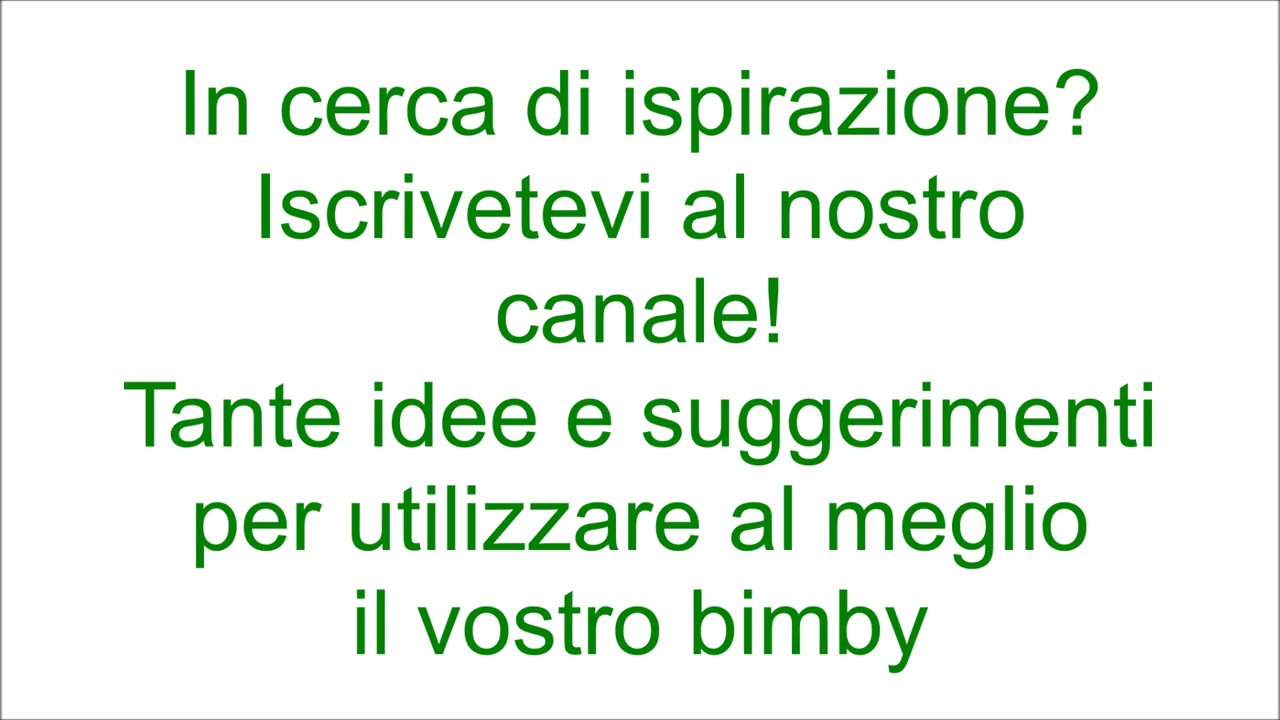 In cerca di ispirazione?
Iscrivetevi al nostro
canale!
Tante idee e suggerimenti
per utilizzare al meglio
il vostro bimby